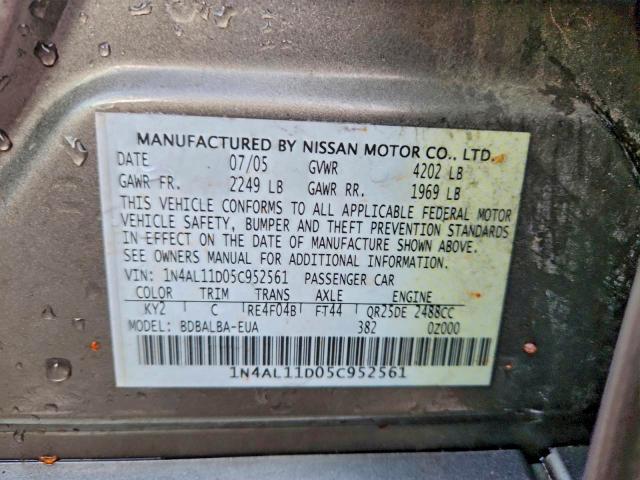 MANUFACTURED BY NISSAN MOTOR CO., LTD.
DATE 07/05 GVWR 4202 LB
GAWR FR. 2249 LB GAWR RR. 1969 LB
THIS VEHICLE CONFORMS TO ALL APPLICABLE FEDERAL MOTOR
VEHICLE SAFETY, BUMPER AND THEFT PREVENTION STANDARDS
IN EFFECT ON THE DATE OF MANUFACTURE SHOWN ABOVE.
SEE OWNERS MANUAL FOR ADDITIONAL INFORMATION.
VIN: 1N4AL11D05C952561 PASSENGER CAR
COLOR TRIM TRANS AXLE ENGINE
KY2 C RE4F04B FT44 QR25DE 2488CC
MODEL: BDBALBA-EUA 382 0Z000
1N4AL11D05C952561